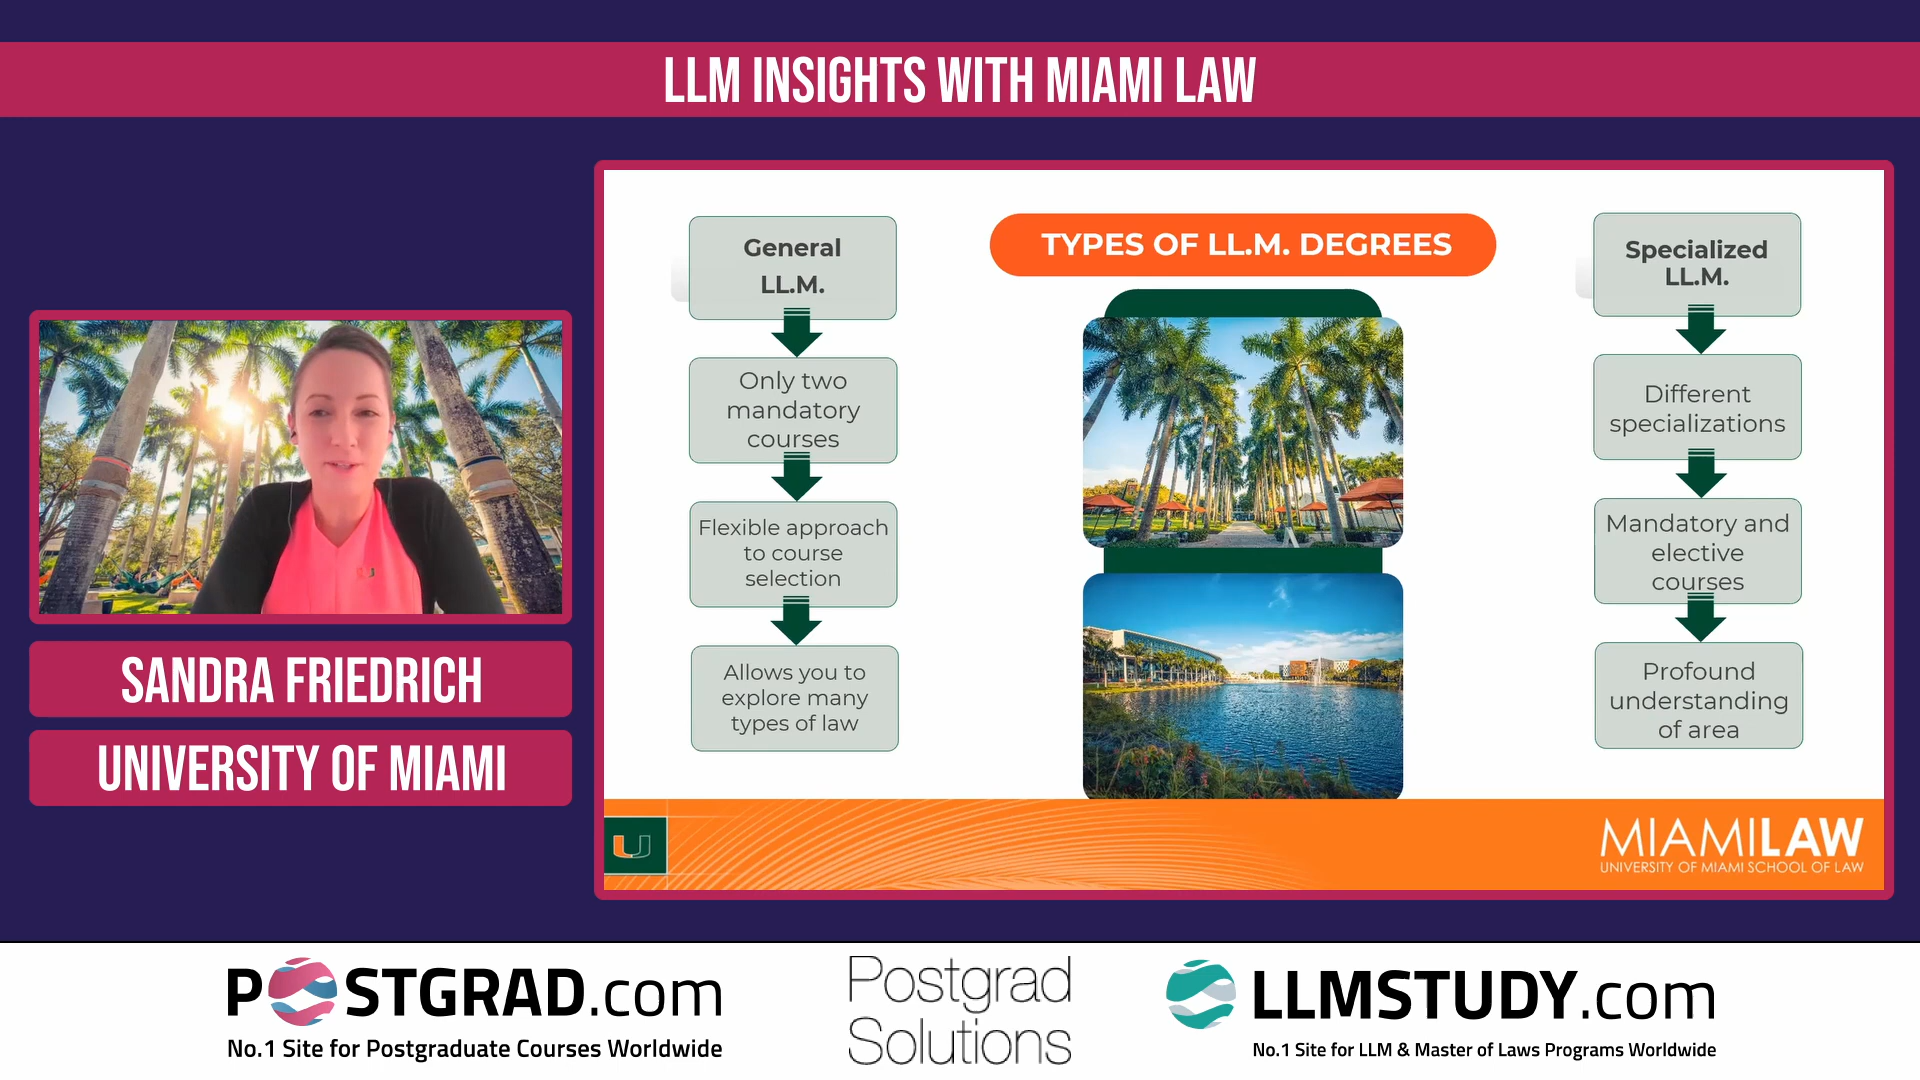 LLM INSIGHTS WITH MIAMI LAW
SANDRA FRIEDRICH
UNIVERSITY OF MIAMI
TYPES OF LL.M. DEGREES
General
LL.M.
Only two
mandatory
courses
Flexible approach
to course
selection
Allows you to
explore many
types of law
Specialized
LL.M.
Different
specializations
Mandatory and
elective
courses
Profound
understanding
of area
U
MIAMILAW
UNIVERSITY OF MIAMI SCHOOL OF LAW
POSTGRAD.com
No.1 Site for Postgraduate Courses Worldwide
Postgrad
Solutions
LLMSTUDY.com
No.1 Site for LLM & Master of Laws Programs Worldwide